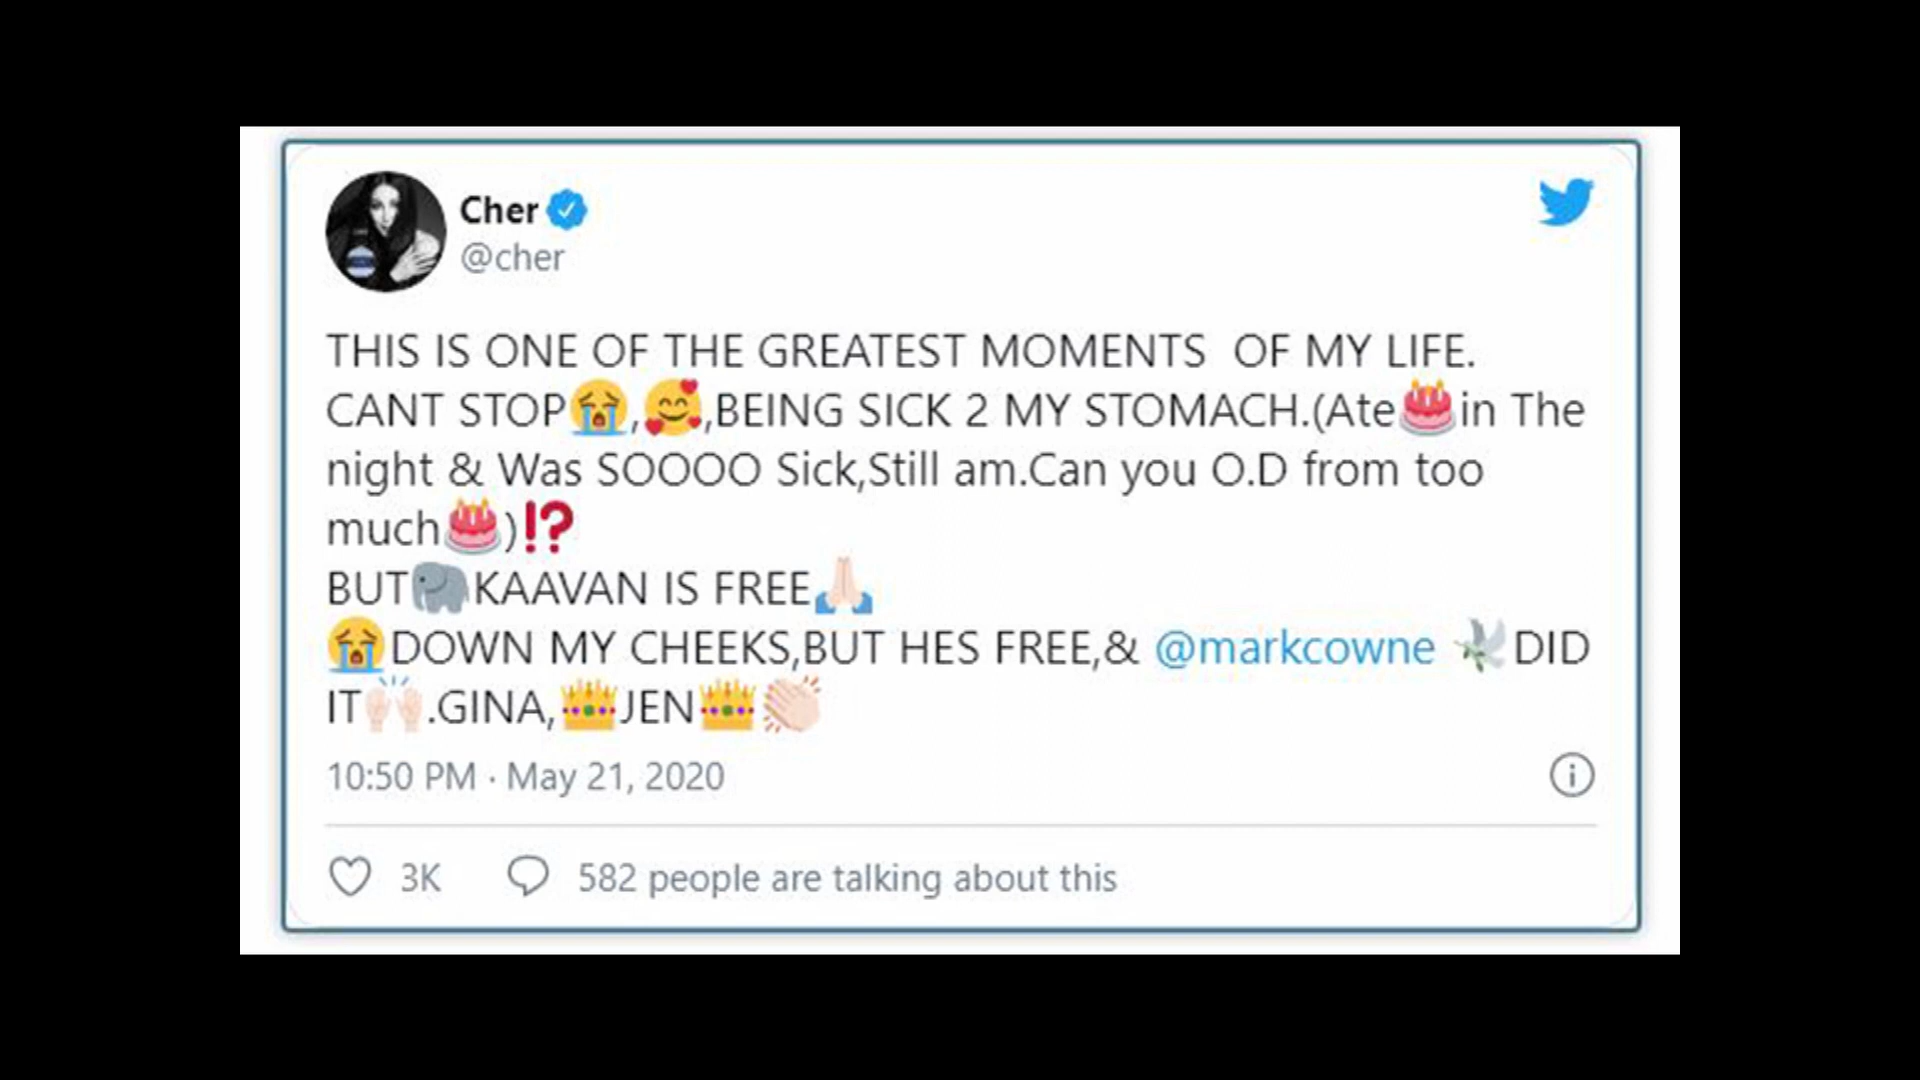 Cher
@cher
THIS IS ONE OF THE GREATEST MOMENTS  OF MY LIFE.
CANT STOP😭,🥰,BEING SICK 2 MY STOMACH.(Ate🎂in The
night & Was SOOOO Sick,Still am.Can you O.D from too
much🎂)⁉️
BUT🐘KAAVAN IS FREE🙏🏻
😭DOWN MY CHEEKS,BUT HES FREE,& @markcowne 🕊DID
IT🙌🏻.GINA,👑JEN👑👏🏻
10:50 PM · May 21, 2020
3K 582 people are talking about this